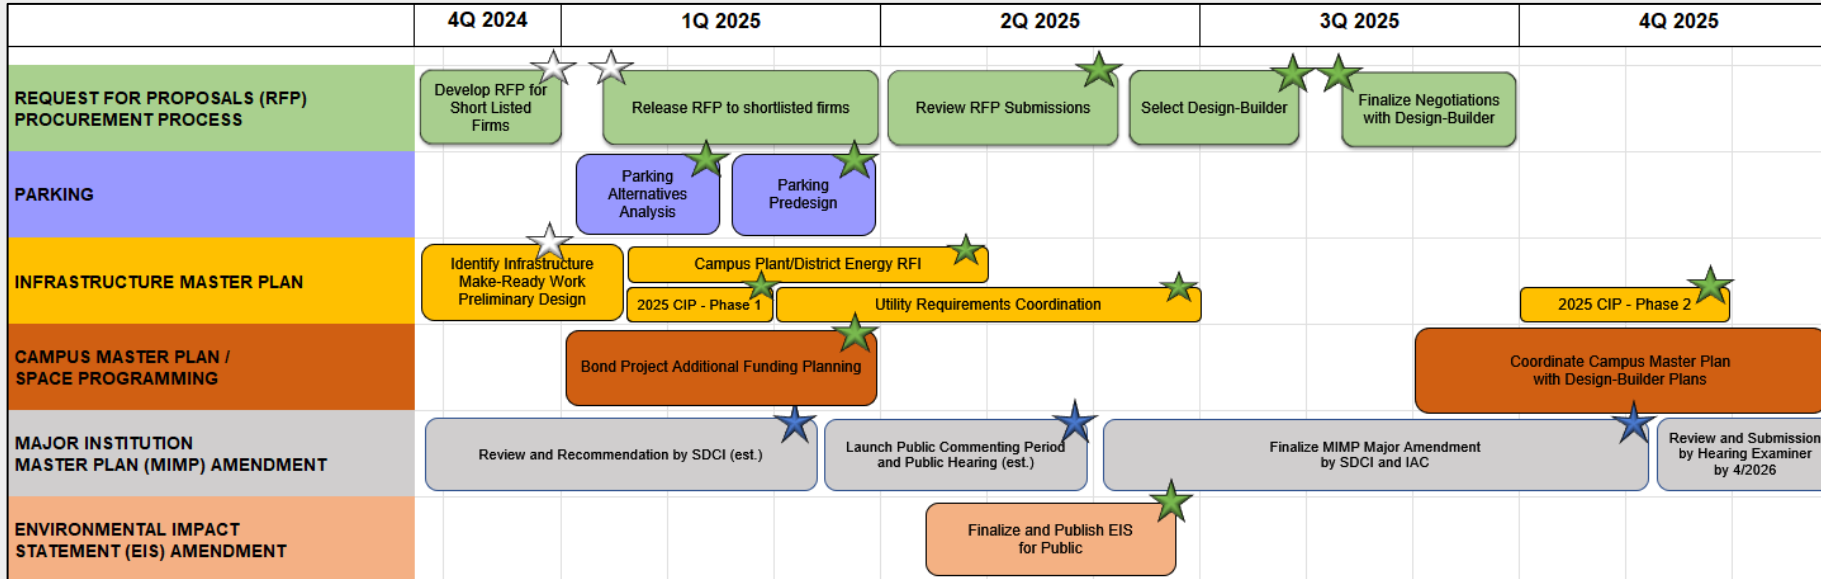 4Q 2024
1Q 2025
2Q 2025
3Q 2025
4Q 2025
REQUEST FOR PROPOSALS (RFP)
PROCUREMENT PROCESS
Develop RFP for
Short Listed
Firms
Release RFP to shortlisted firms
Review RFP Submissions
Select Design-Builder
Finalize Negotiations
with Design-Builder
PARKING
Parking
Alternatives
Analysis
Parking
Predesign
INFRASTRUCTURE MASTER PLAN
Identify Infrastructure
Make-Ready Work
Preliminary Design
Campus Plant/District Energy RFI
2025 CIP - Phase 1
Utility Requirements Coordination
2025 CIP - Phase 2
CAMPUS MASTER PLAN /
SPACE PROGRAMMING
Bond Project Additional Funding Planning
Coordinate Campus Master Plan
with Design-Builder Plans
MAJOR INSTITUTION
MASTER PLAN (MIMP) AMENDMENT
Review and Recommendation by SDCI (est.)
Launch Public Commenting Period
and Public Hearing (est.)
Finalize MIMP Major Amendment
by SDCI and IAC
Review and Submission
by Hearing Examiner
by 4/2026
ENVIRONMENTAL IMPACT
STATEMENT (EIS) AMENDMENT
Finalize and Publish EIS
for Public